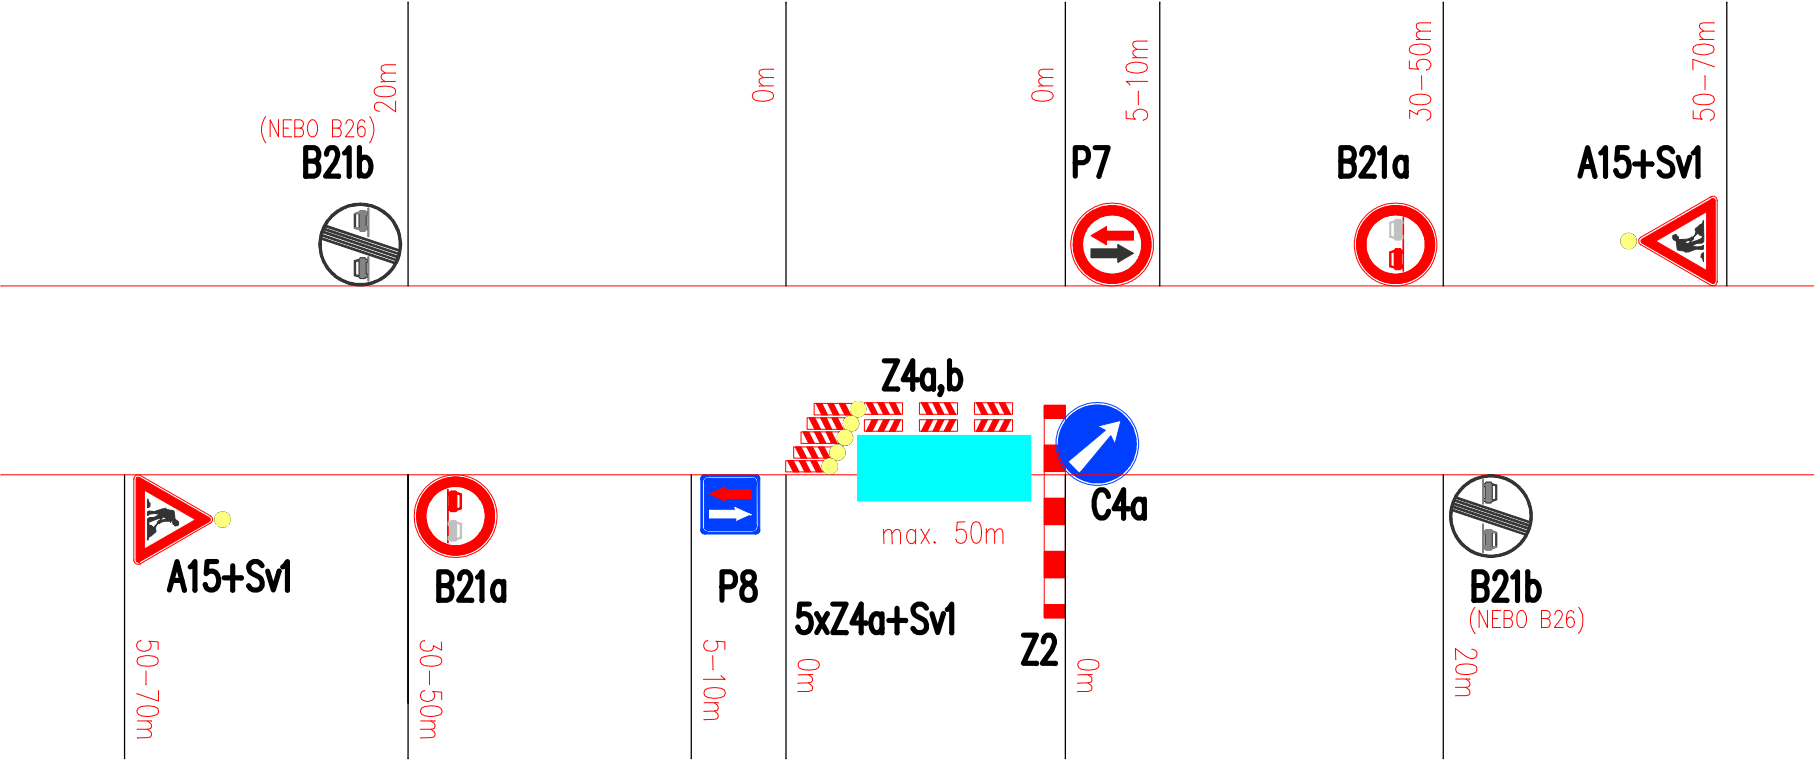 20m
(NEBO B26)
B21b
0m
0m
5-10m
P7
30-50m
B21a
50-70m
A15+Sv1
Z4a,b
C4a
max. 50m
A15+Sv1
50-70m
B21a
30-50m
P8
5-10m
5xZ4a+Sv1
0m
Z2
0m
B21b
(NEBO B26)
20m